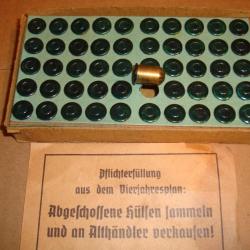 Pflichterfüllung
aus dem Vierjahresplan:
Abgeschossene Hülsen sammeln
und an Althändler verkaufen!